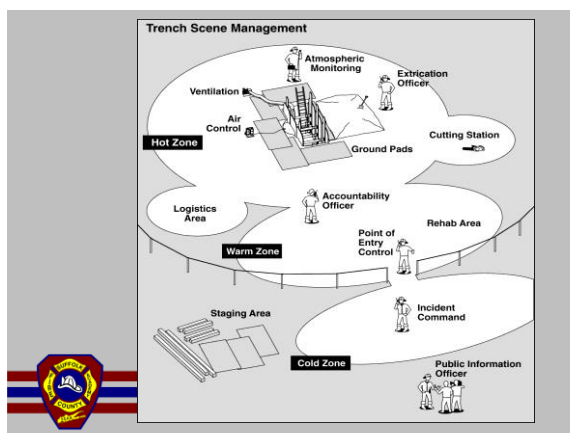 Trench Scene Management
Atmospheric
Monitoring
Extrication
Officer
Ventilation
Air
Control
Cutting Station
Hot Zone
Ground Pads
Accountability
Officer
Logistics
Area
Rehab Area
Point of
Entry
Control
Warm Zone
Staging Area
Incident
Command
Cold Zone
Public Information
Officer
SUFFOLK
COUNTY